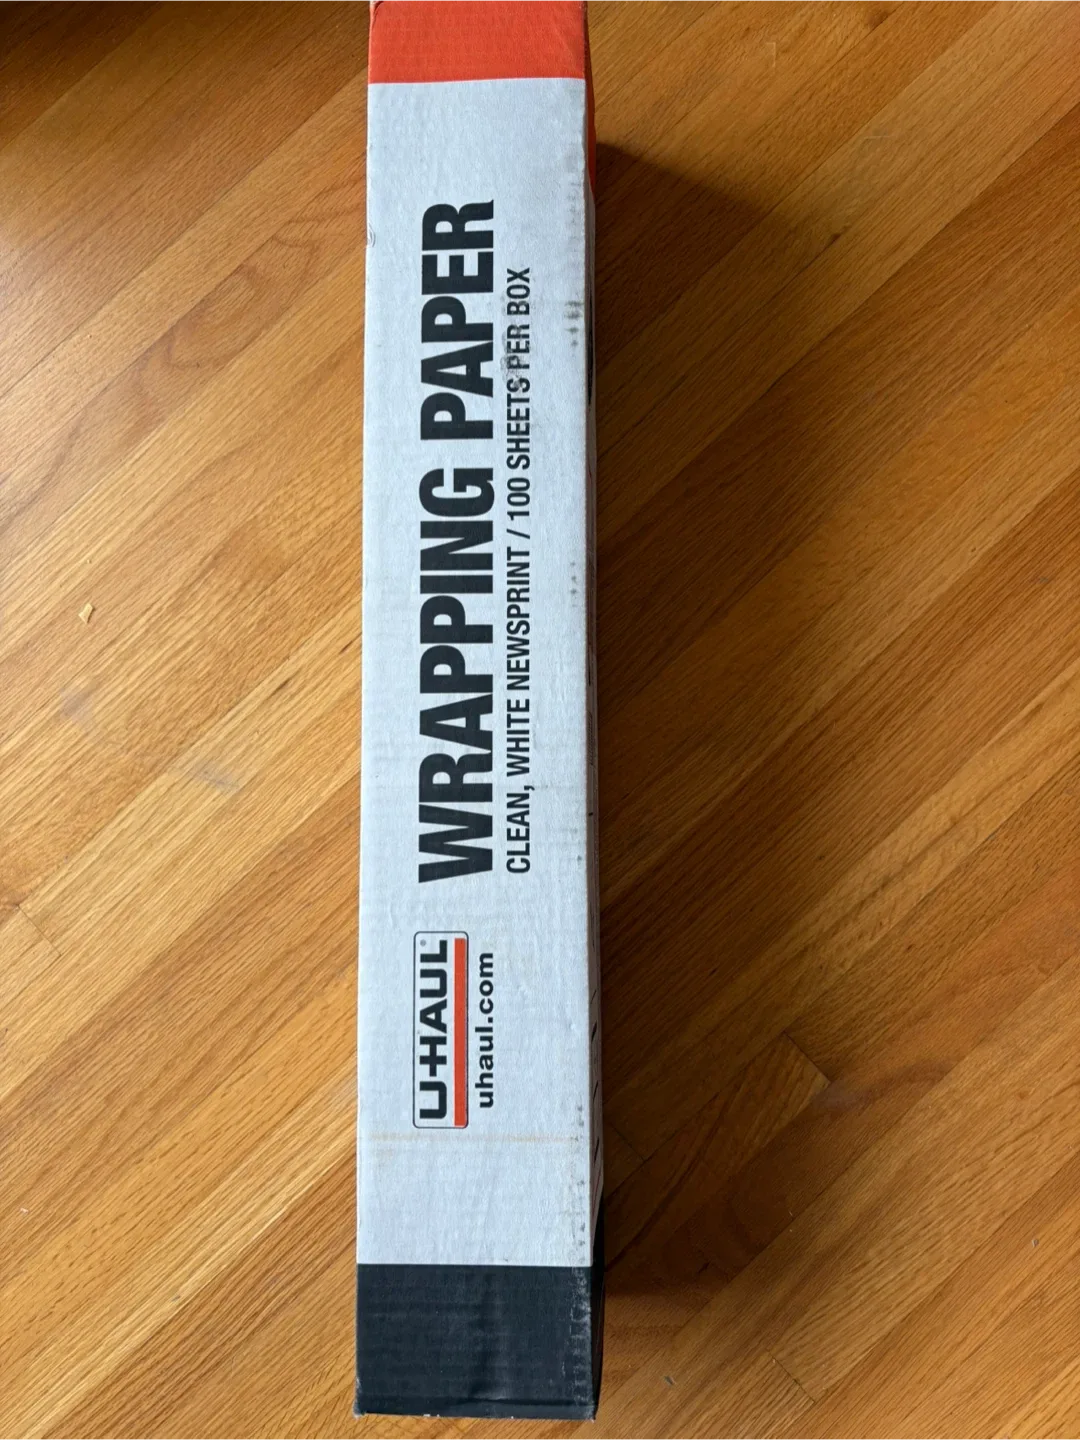 U-HAUL®
uhaul.com
WRAPPING PAPER
CLEAN, WHITE NEWSPRINT / 100 SHEETS PER BOX